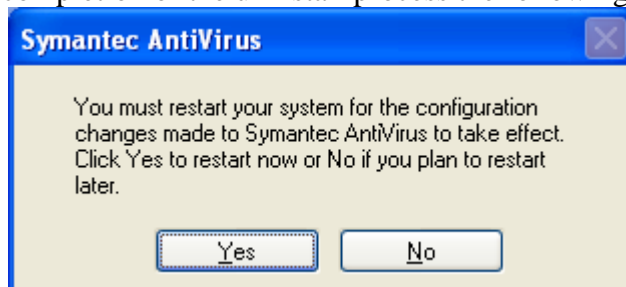 Symantec AntiVirus
You must restart your system for the configuration
changes made to Symantec AntiVirus to take effect.
Click Yes to restart now or No if you plan to restart
later.
Yes No